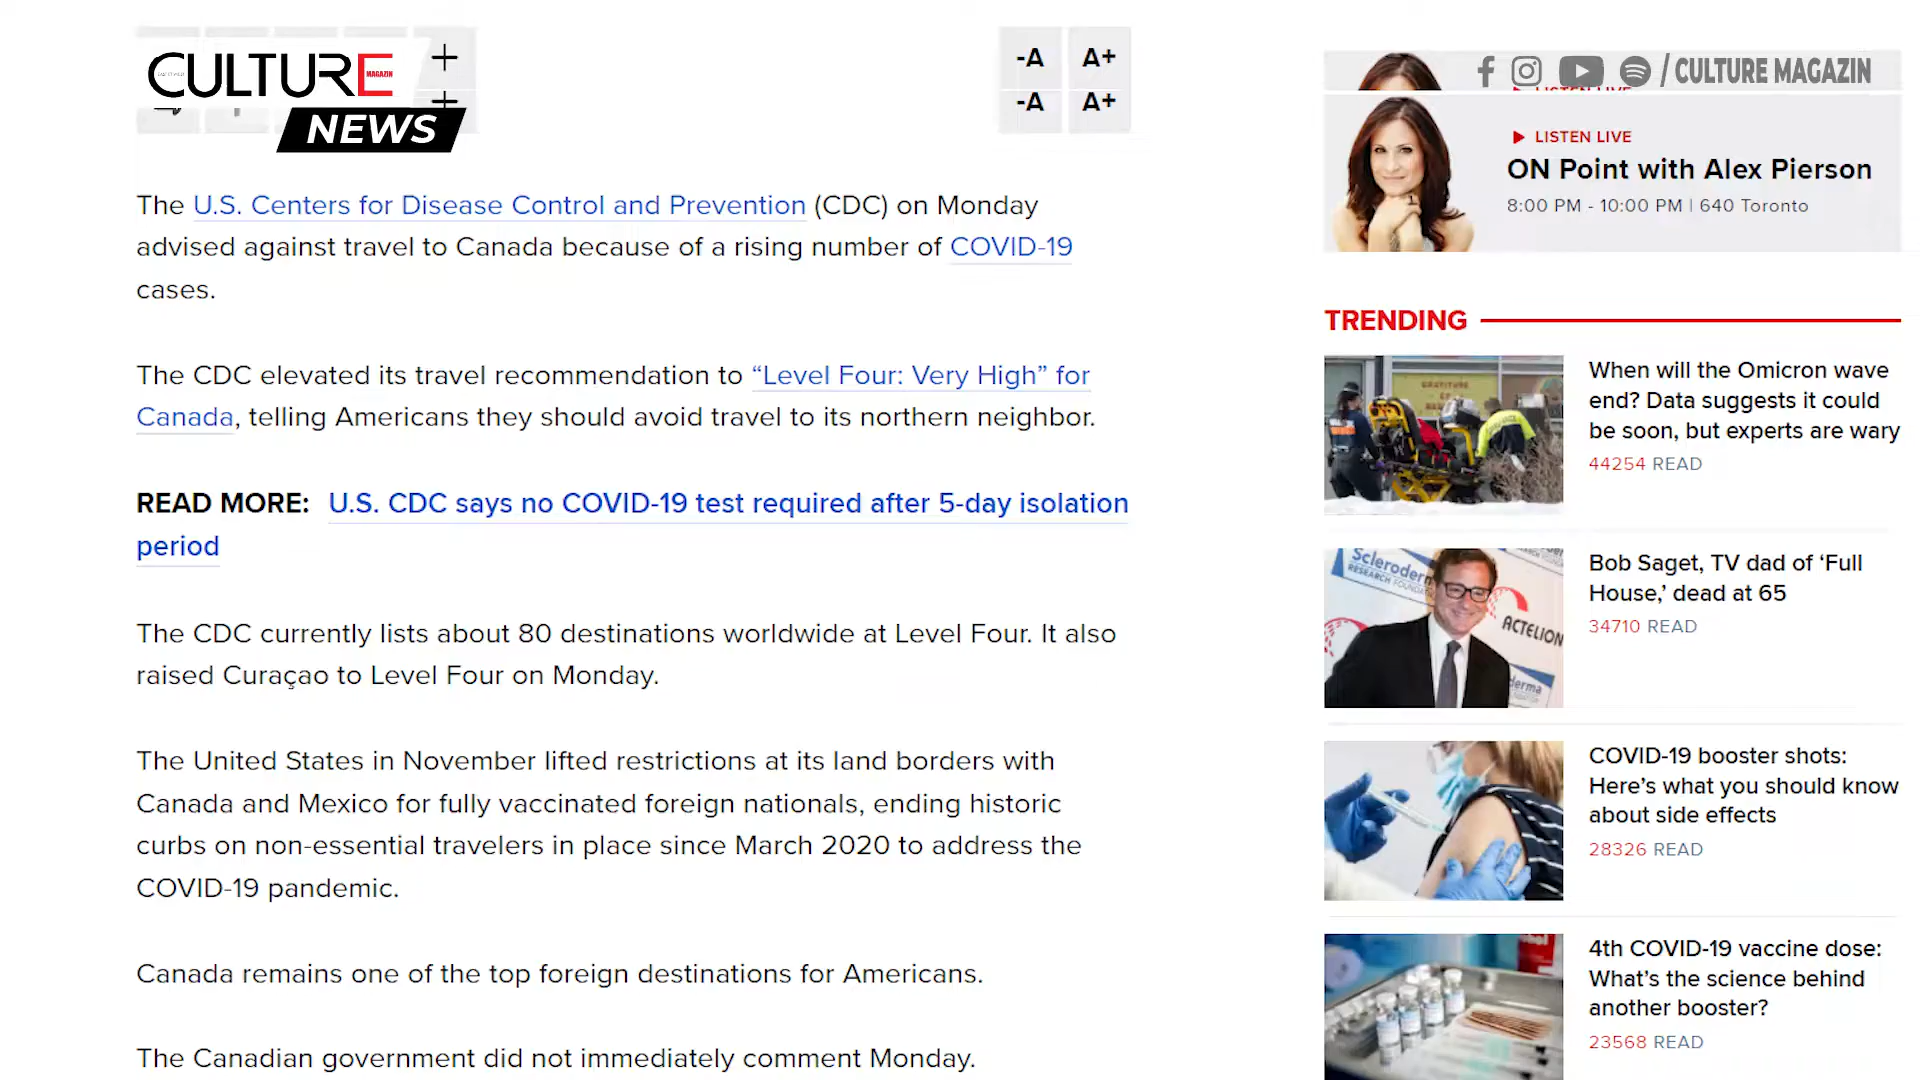 CULTURE
MAGAZIN
NEWS
+
+
-A A+
-A A+
/ CULTURE MAGAZIN
LISTEN LIVE
LISTEN LIVE
ON Point with Alex Pierson
8:00 PM - 10:00 PM | 640 Toronto
The U.S. Centers for Disease Control and Prevention (CDC) on Monday
advised against travel to Canada because of a rising number of COVID-19
cases.
The CDC elevated its travel recommendation to “Level Four: Very High” for
Canada, telling Americans they should avoid travel to its northern neighbor.
READ MORE: U.S. CDC says no COVID-19 test required after 5-day isolation
period
The CDC currently lists about 80 destinations worldwide at Level Four. It also
raised Curaçao to Level Four on Monday.
The United States in November lifted restrictions at its land borders with
Canada and Mexico for fully vaccinated foreign nationals, ending historic
curbs on non-essential travelers in place since March 2020 to address the
COVID-19 pandemic.
Canada remains one of the top foreign destinations for Americans.
The Canadian government did not immediately comment Monday.
TRENDING
When will the Omicron wave
end? Data suggests it could
be soon, but experts are wary
44254 READ
GRATITUDE
Scleroderm
RESEARCH FOUNDAT
ACTELION
derma
Bob Saget, TV dad of ‘Full
House,’ dead at 65
34710 READ
COVID-19 booster shots:
Here’s what you should know
about side effects
28326 READ
4th COVID-19 vaccine dose:
What’s the science behind
another booster?
23568 READ